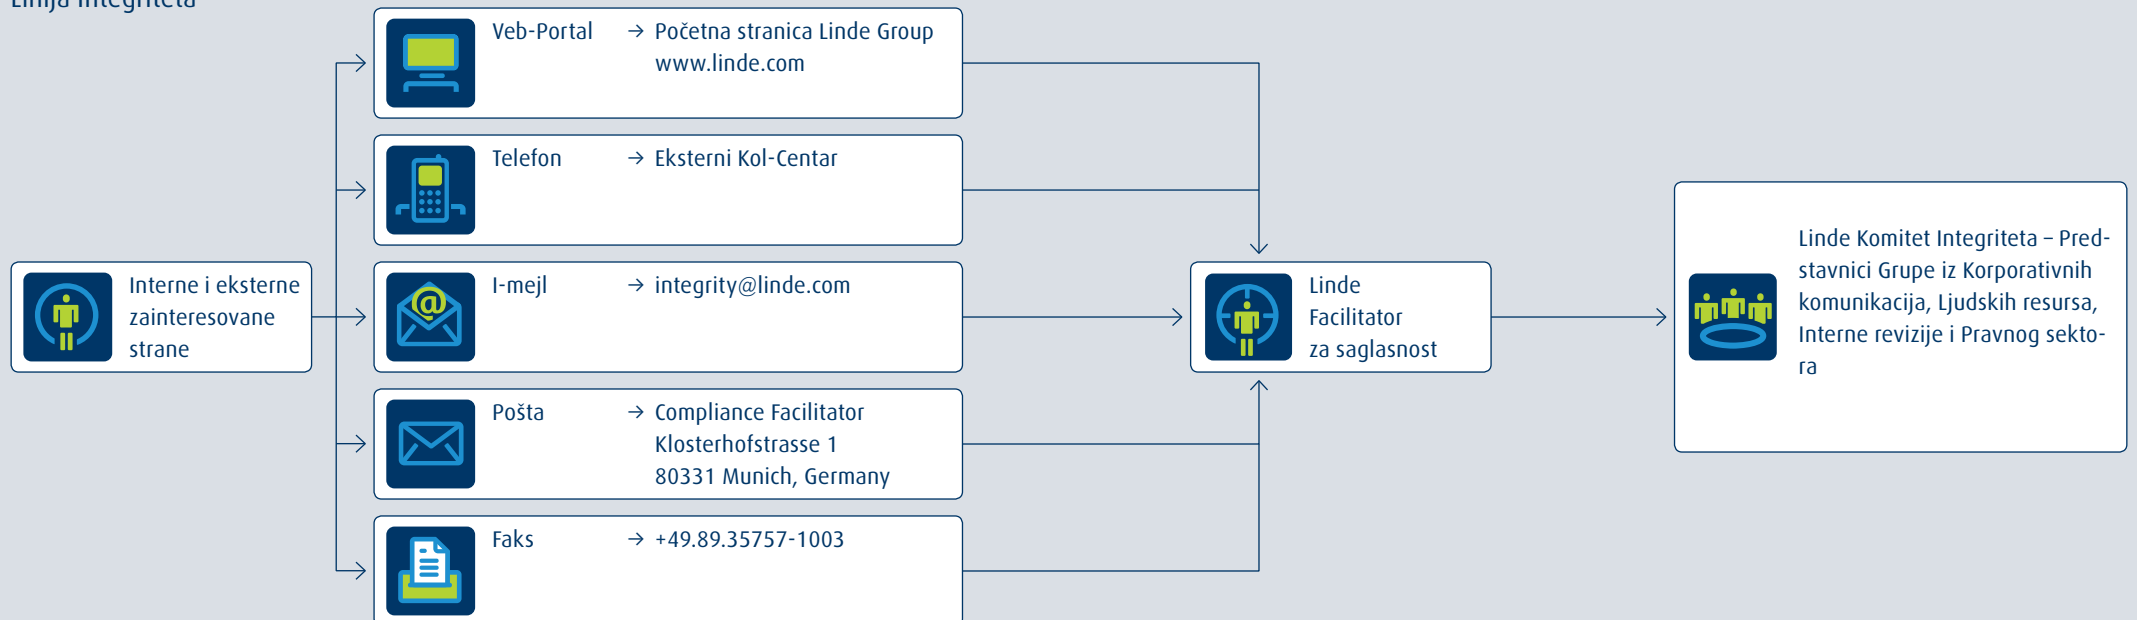 Linija integriteta
Veb-Portal → Početna stranica Linde Group
www.linde.com
Telefon → Eksterni Kol-Centar
Interne i eksterne
zainteresovane
strane
I-mejl → integrity@linde.com
Pošta → Compliance Facilitator
Klosterhofstrasse 1
80331 Munich, Germany
Faks → +49.89.35757-1003
Linde
Facilitator
za saglasnost
Linde Komitet Integriteta – Pred-
stavnici Grupe iz Korporativnih
komunikacija, Ljudskih resursa,
Interne revizije i Pravnog sekto-
ra